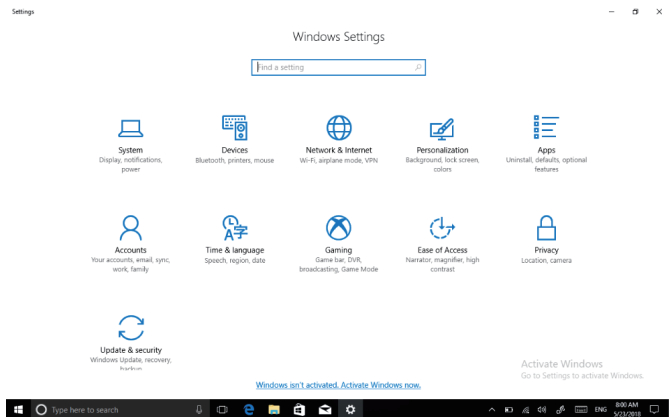 Settings
Windows Settings
Find a setting
System
Display, notifications,
power
Devices
Bluetooth, printers, mouse
Network & Internet
Wi-Fi, airplane mode, VPN
Personalization
Background, lock screen,
colors
Apps
Uninstall, defaults, optional
features
Accounts
Your accounts, email, sync,
work, family
Time & language
Speech, region, date
Gaming
Game bar, DVR,
broadcasting, Game Mode
Ease of Access
Narrator, magnifier, high
contrast
Privacy
Location, camera
Update & security
Windows Update, recovery,
backup
Activate Windows
Go to Settings to activate Windows.
Windows isn't activated. Activate Windows now.
Type here to search
ENG
8:00 AM
5/23/2018